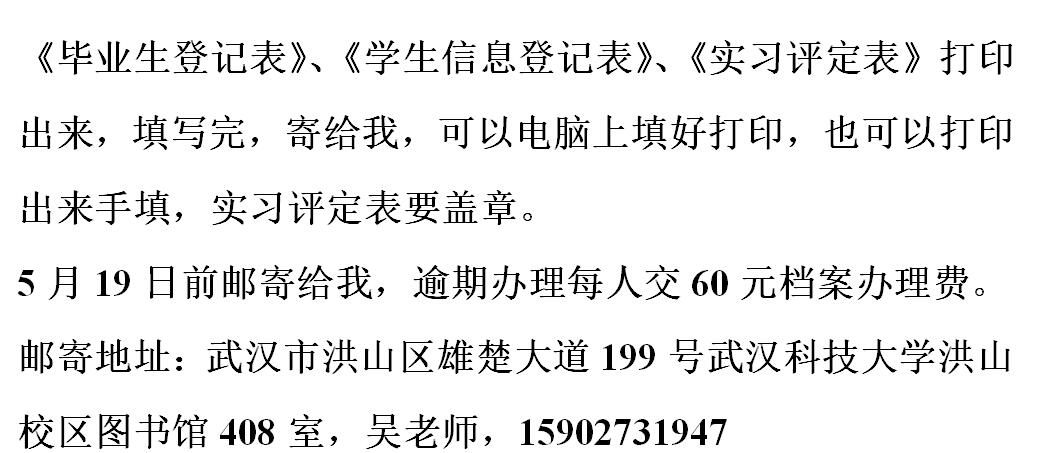 《毕业生登记表》、《学生信息登记表》、《实习评定表》打印
出来，填写完，寄给我，可以电脑上填好打印，也可以打印
出来手填，实习评定表要盖章。
5 月 19 日前邮寄给我，逾期办理每人交 60 元档案办理费。
邮寄地址：武汉市洪山区雄楚大道 199 号武汉科技大学洪山
校区图书馆 408 室，吴老师，15902731947